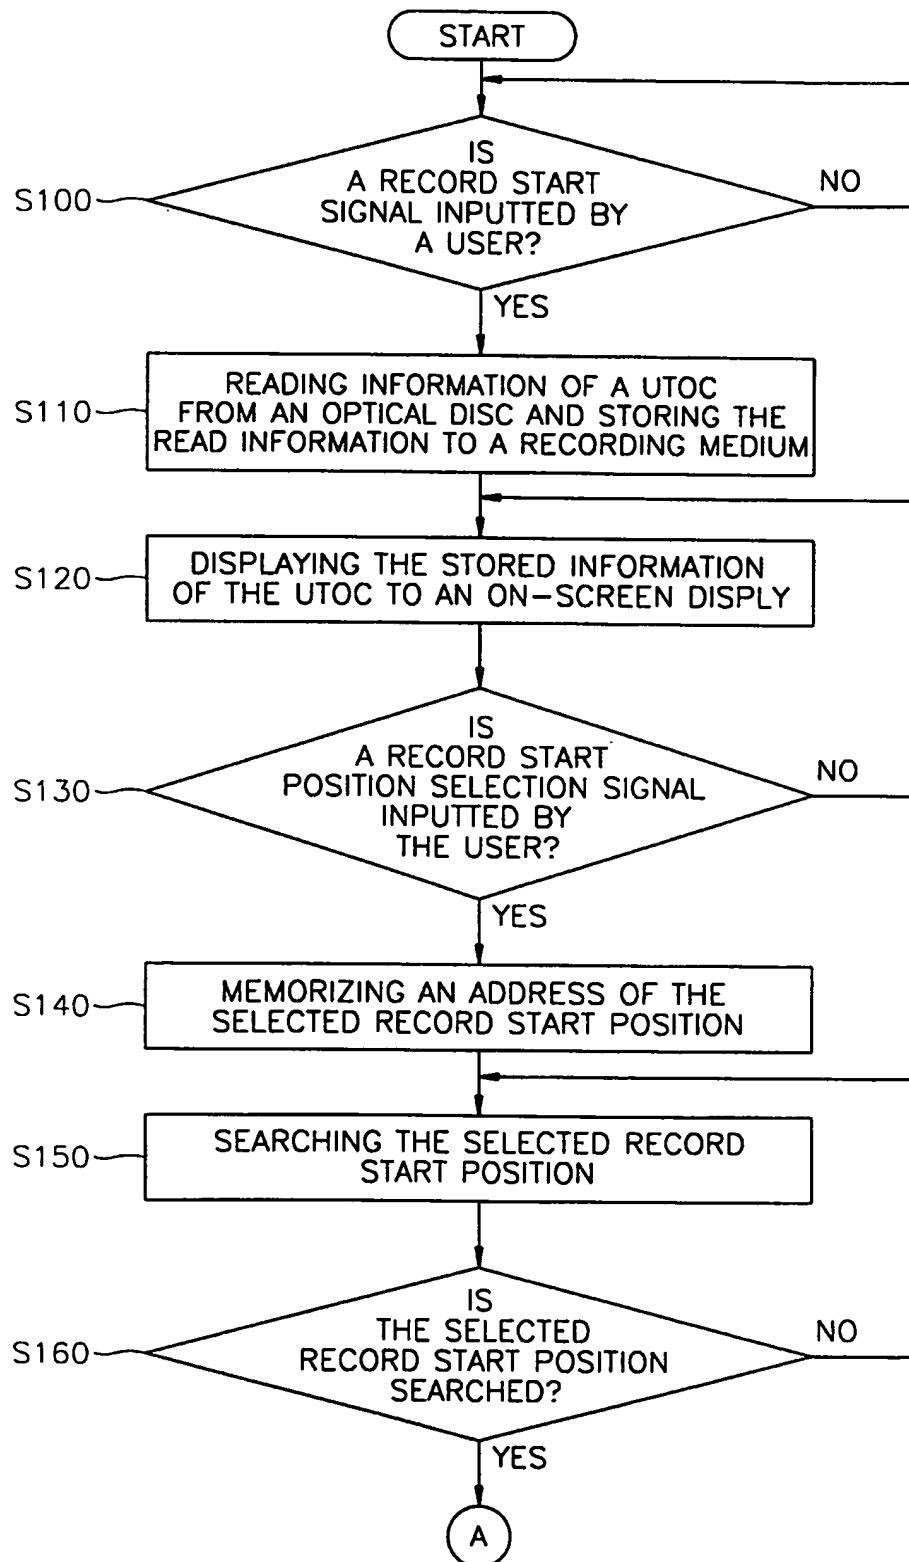 START
IS
A RECORD START
SIGNAL INPUTTED BY
A USER?
S100
NO
YES
READING INFORMATION OF A UTOC
FROM AN OPTICAL DISC AND STORING THE
READ INFORMATION TO A RECORDING MEDIUM
S110
DISPLAYING THE STORED INFORMATION
OF THE UTOC TO AN ON-SCREEN DISPLY
S120
IS
A RECORD START
POSITION SELECTION SIGNAL
INPUTTED BY
THE USER?
S130
NO
YES
MEMORIZING AN ADDRESS OF THE
SELECTED RECORD START POSITION
S140
SEARCHING THE SELECTED RECORD
START POSITION
S150
IS
THE SELECTED
RECORD START POSITION
SEARCHED?
S160
NO
YES
A